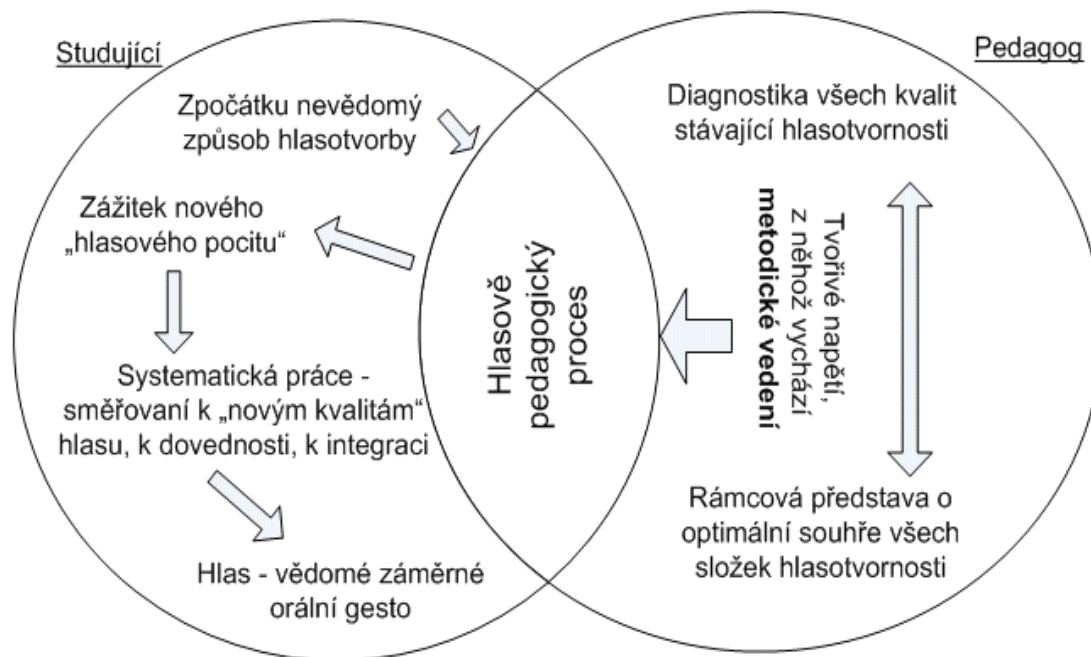 Studující
Zpočátku nevědomý
způsob hlasotvorby
Zážitek nového
„hlasového pocitu“
Systematická práce -
směřovaní k „novým kvalitám“
hlasu, k dovednosti, k integraci
Hlas - vědomé záměrné
orální gesto
Hlasově
pedagogický
proces
Pedagog
Diagnostika všech kvalit
stávající hlasotvornosti
Tvořivé napětí,
z něhož vychází
metodické vedení
Rámcová představa o
optimální souhře všech
složek hlasotvornosti